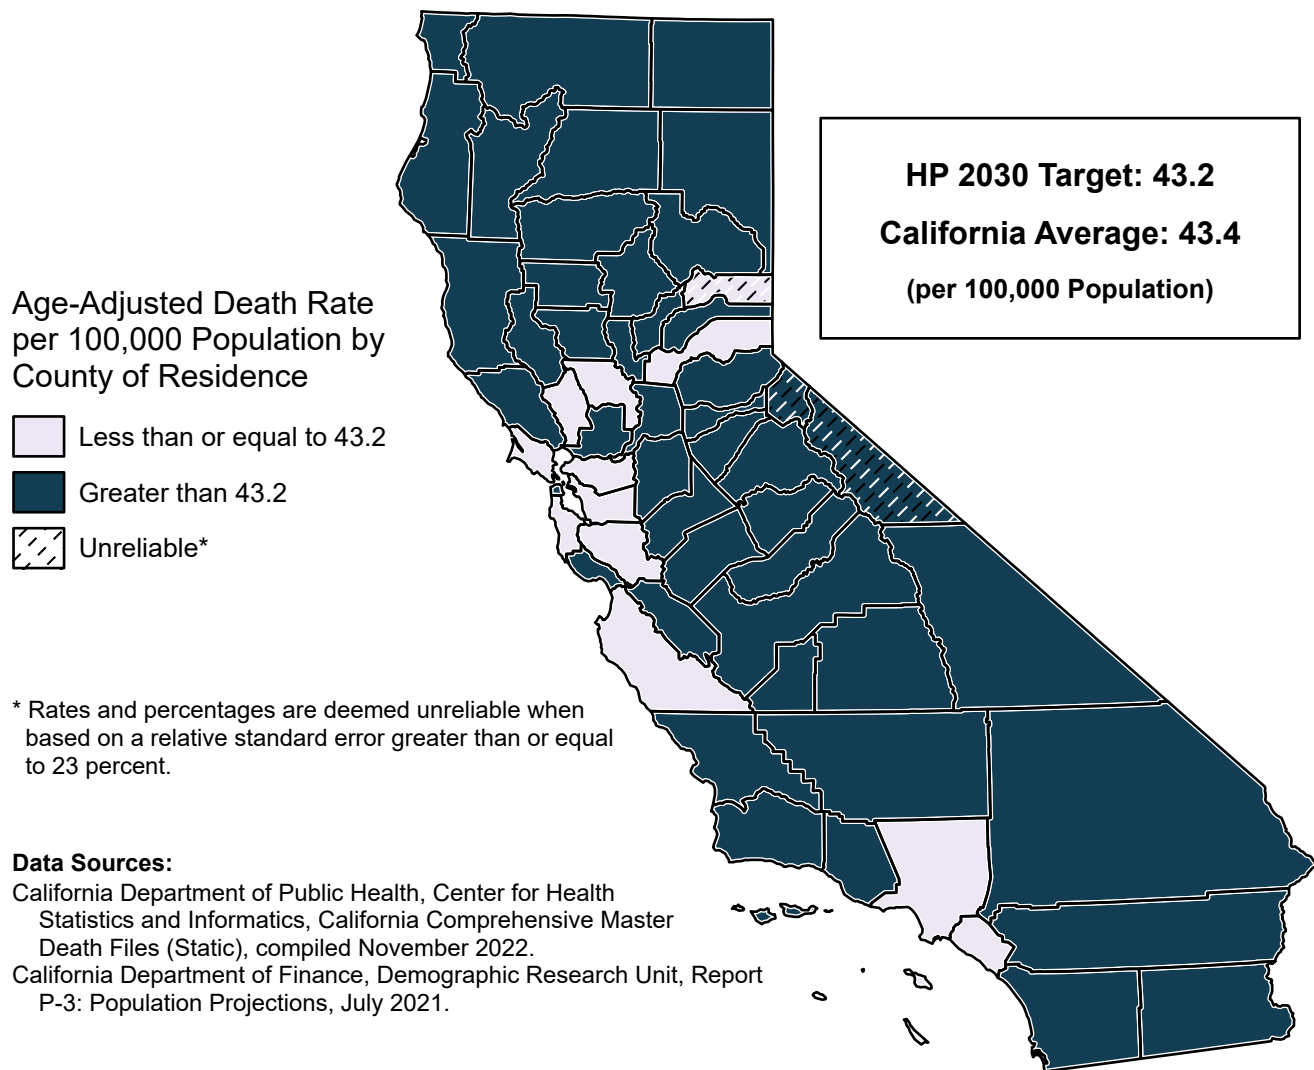 HP 2030 Target: 43.2
California Average: 43.4
(per 100,000 Population)
Age-Adjusted Death Rate
per 100,000 Population by
County of Residence
Less than or equal to 43.2
Greater than 43.2
Unreliable*
* Rates and percentages are deemed unreliable when
based on a relative standard error greater than or equal
to 23 percent.
Data Sources:
California Department of Public Health, Center for Health
Statistics and Informatics, California Comprehensive Master
Death Files (Static), compiled November 2022.
California Department of Finance, Demographic Research Unit, Report
P-3: Population Projections, July 2021.